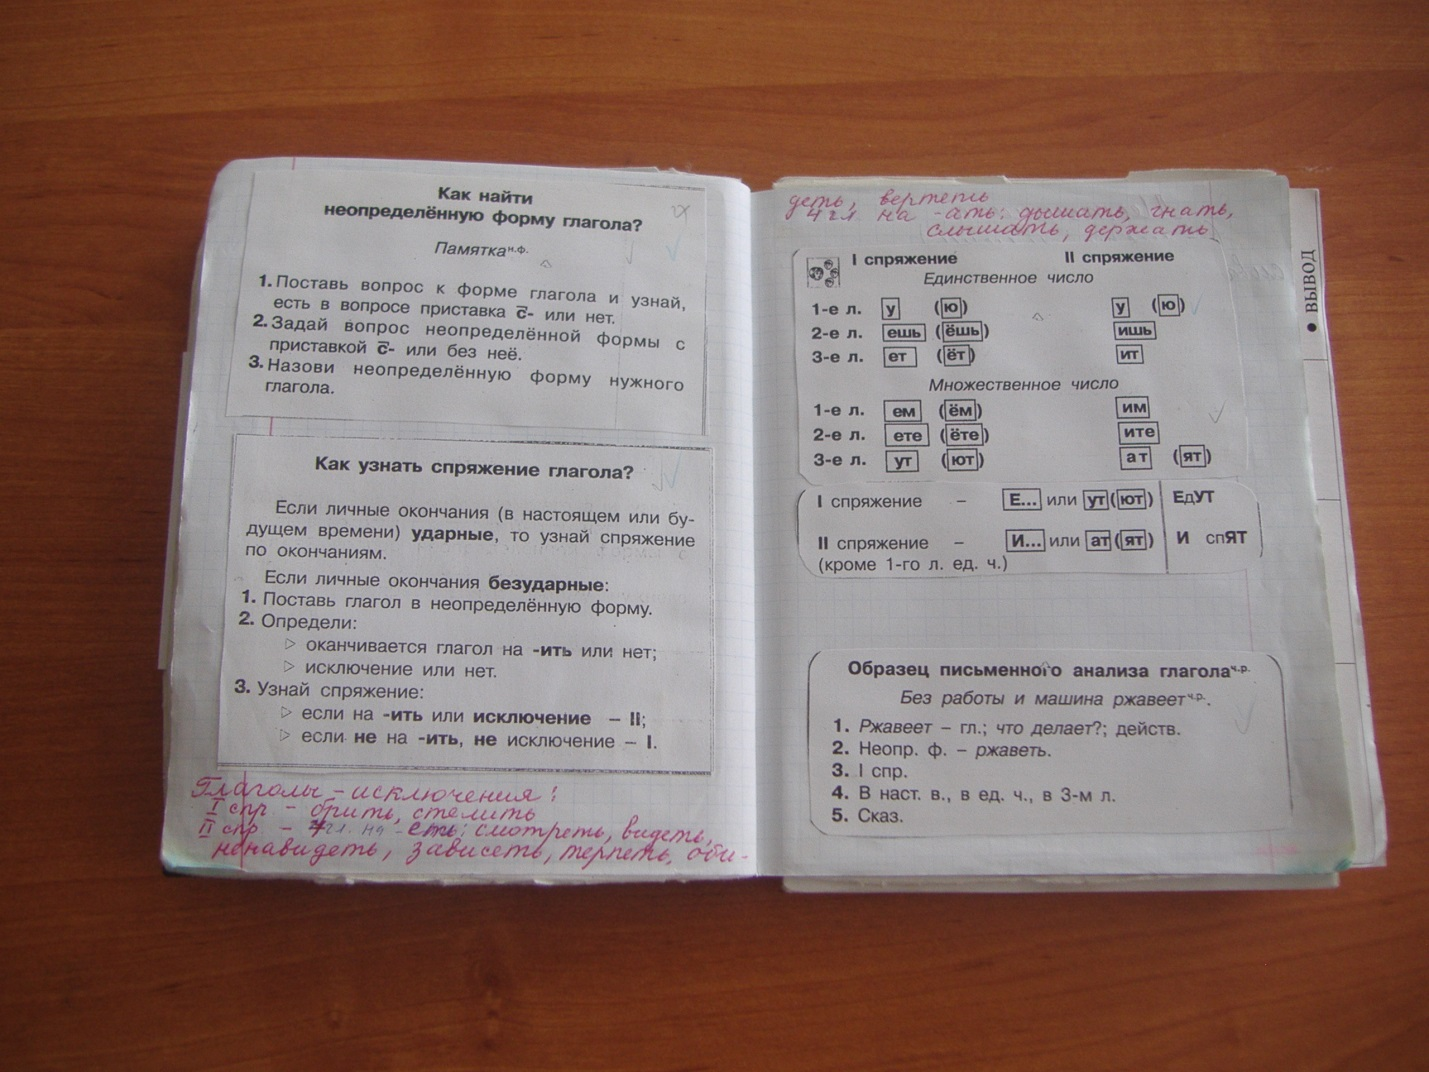 Как найти
неопределённую форму глагола?
Памятка н.ф.
1. Поставь вопрос к форме глагола и узнай,
есть в вопросе приставка с- или нет.
2. Задай вопрос неопределённой формы с
приставкой с- или без неё.
3. Назови неопределённую форму нужного
глагола.
Как узнать спряжение глагола?
Если личные окончания (в настоящем или бу-
дущем времени) ударные, то узнай спряжение
по окончаниям.
Если личные окончания безударные:
1. Поставь глагол в неопределённую форму.
2. Определи:
▷ оканчивается глагол на -ить или нет;
▷ исключение или нет.
3. Узнай спряжение:
▷ если на -ить или исключение – II;
▷ если не на -ить, не исключение – I.
Глаголы – исключения:
I спр – брить, стелить
II спр – 7 гл. на -еть: смотреть, видеть,
ненавидеть, зависеть, терпеть, оби-
деть, вертеть
4 гл на -ать: дышать, гнать,
слышать, держать
I спряжение II спряжение
Единственное число
1-е л. у (ю) у (ю)
2-е л. ешь (ёшь) ишь
3-е л. ет (ёт) ит
Множественное число
1-е л. ем (ём) им
2-е л. ете (ёте) ите
3-е л. ут (ют) ат (ят)
I спряжение – Е... или ут (ют) ЕдУТ
II спряжение – И... или ат (ят) И спЯТ
(кроме 1-го л. ед. ч.)
Образец письменного анализа глагола ч.р.
Без работы и машина ржавеет ч.р.
1. Ржавеет – гл.; что делает?; действ.
2. Неопр. ф. – ржаветь.
3. I спр.
4. В наст. в., в ед. ч., в 3-м л.
5. Сказ.
• ВЫВОД